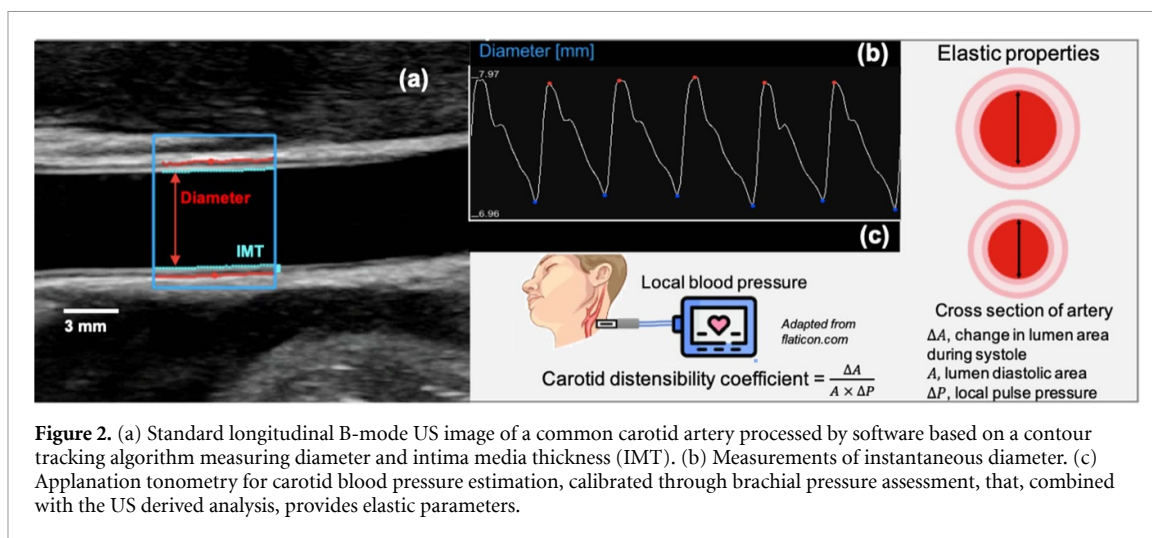 (a)
Diameter
IMT
3 mm
Diameter [mm]
(b)
7.97
6.96
(c)
Local blood pressure
Adapted from
flaticon.com
Carotid distensibility coefficient = ΔA / A × ΔP
Elastic properties
Cross section of artery
ΔA, change in lumen area
during systole
A, lumen diastolic area
ΔP, local pulse pressure
Figure 2. (a) Standard longitudinal B-mode US image of a common carotid artery processed by software based on a contour
tracking algorithm measuring diameter and intima media thickness (IMT). (b) Measurements of instantaneous diameter. (c)
Applanation tonometry for carotid blood pressure estimation, calibrated through brachial pressure assessment, that, combined
with the US derived analysis, provides elastic parameters.